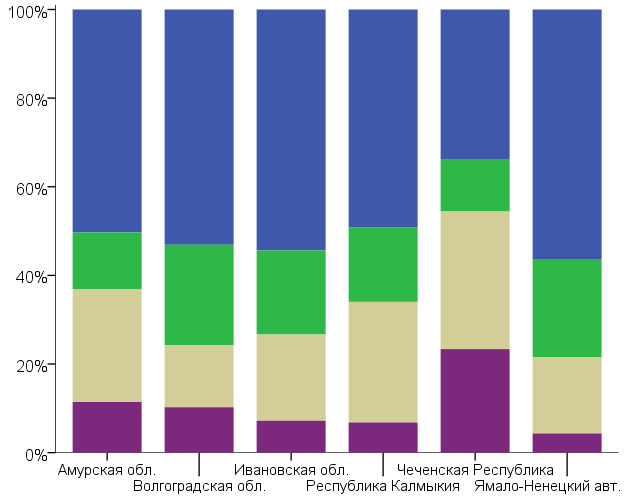 100%
80%
60%
40%
20%
0%
Амурская обл.
Ивановская обл.
Чеченская Республика
Волгоградская обл.
Республика Калмыкия
Ямало-Ненецкий авт.